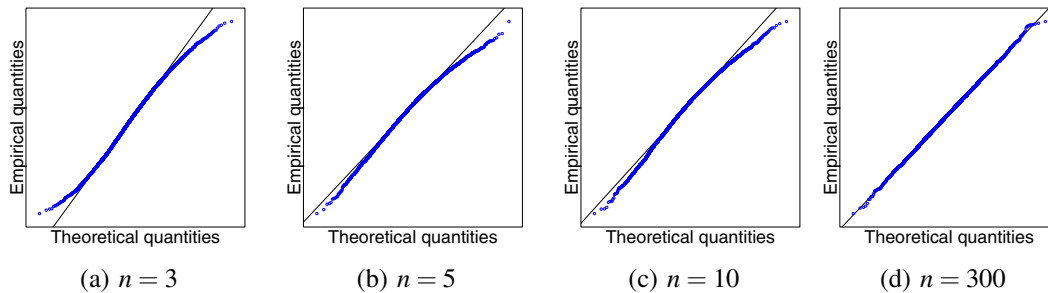 Empirical quantities
Theoretical quantities
(a) n = 3
Empirical quantities
Theoretical quantities
(b) n = 5
Empirical quantities
Theoretical quantities
(c) n = 10
Empirical quantities
Theoretical quantities
(d) n = 300